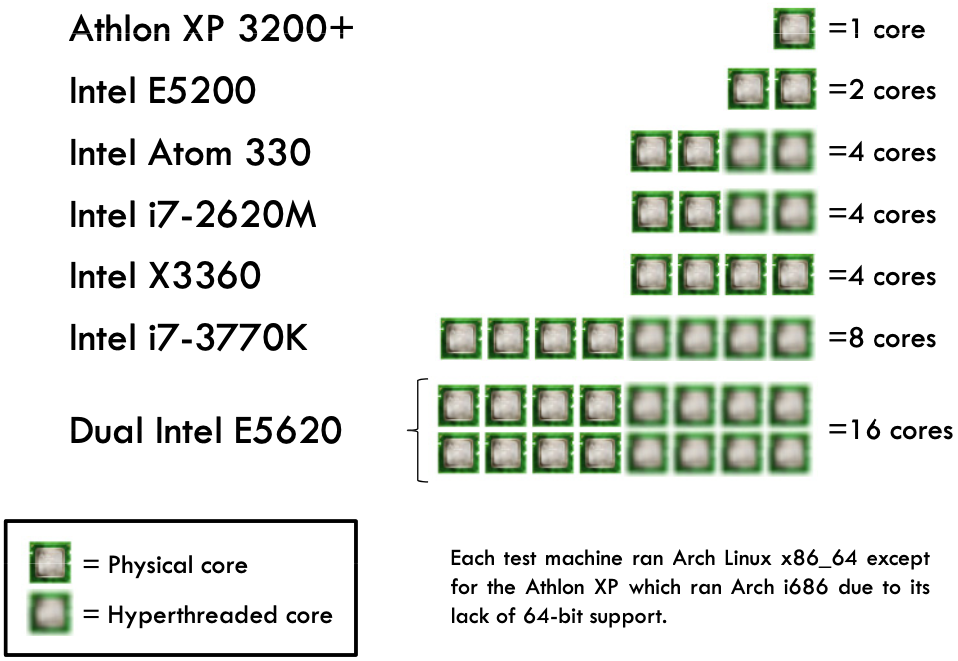 Athlon XP 3200+ =1 core
Intel E5200 =2 cores
Intel Atom 330 =4 cores
Intel i7-2620M =4 cores
Intel X3360 =4 cores
Intel i7-3770K =8 cores
Dual Intel E5620 =16 cores
= Physical core
= Hyperthreaded core
Each test machine ran Arch Linux x86_64 except
for the Athlon XP which ran Arch i686 due to its
lack of 64-bit support.